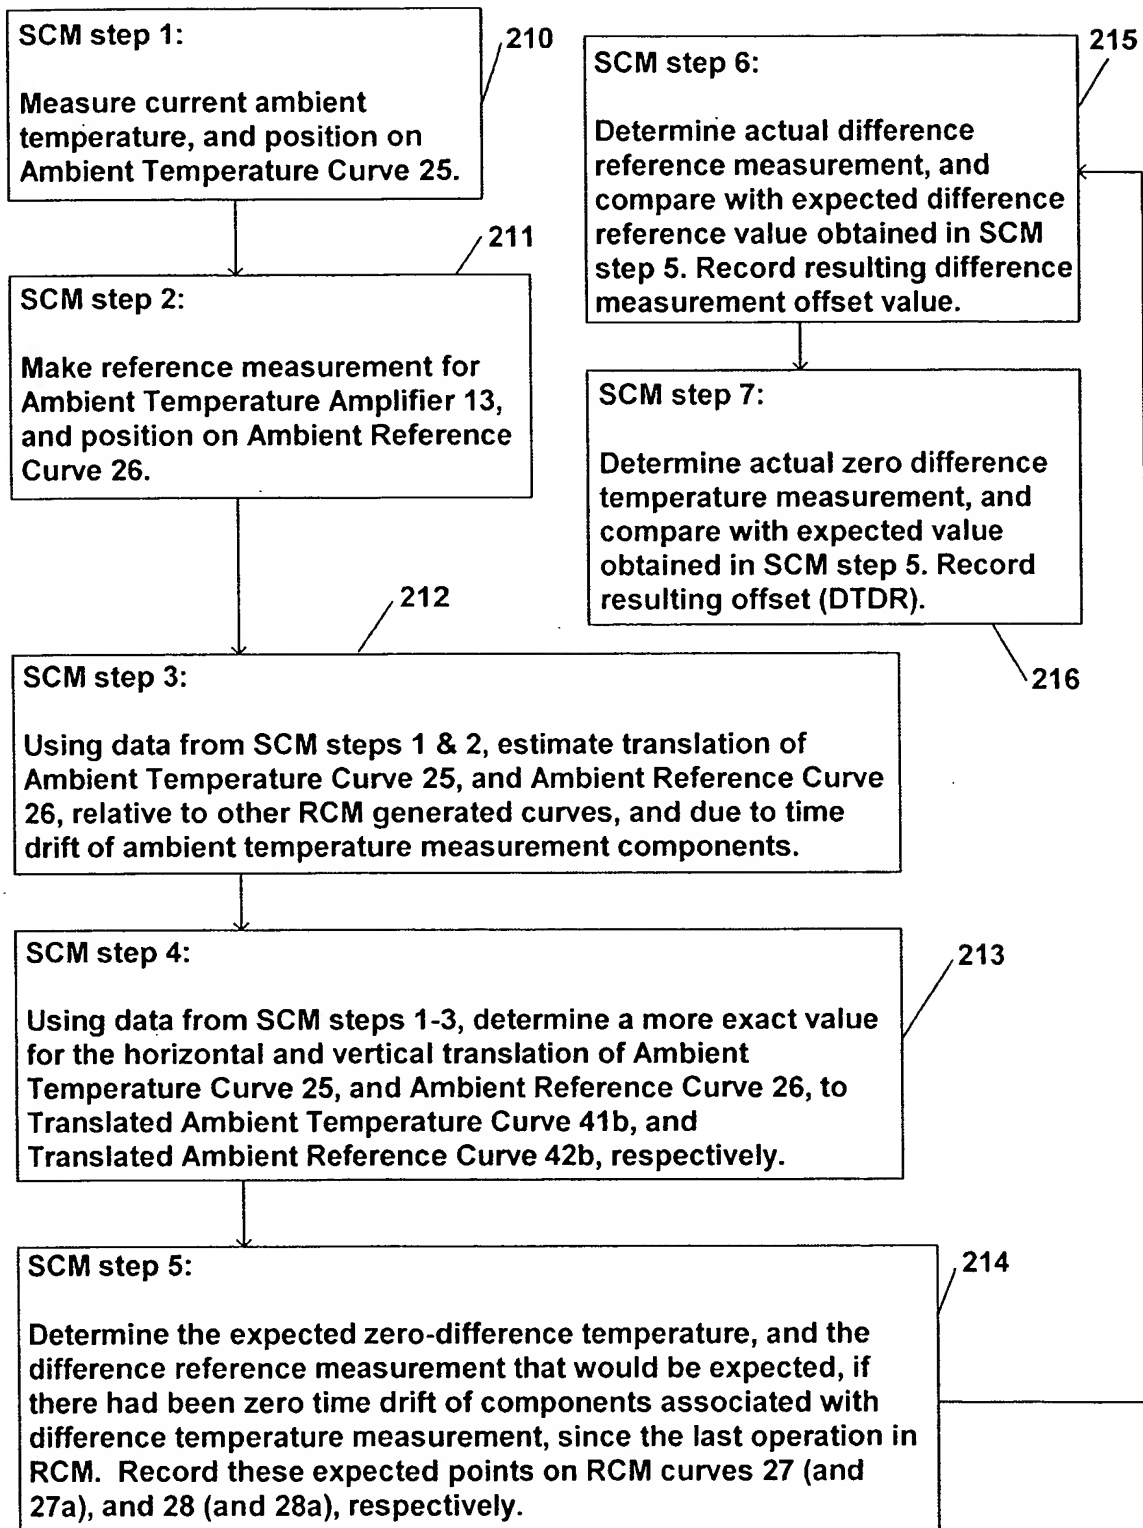 SCM step 1:
Measure current ambient
temperature, and position on
Ambient Temperature Curve 25.
210
SCM step 2:
Make reference measurement for
Ambient Temperature Amplifier 13,
and position on Ambient Reference
Curve 26.
211
SCM step 3:
Using data from SCM steps 1 & 2, estimate translation of
Ambient Temperature Curve 25, and Ambient Reference Curve
26, relative to other RCM generated curves, and due to time
drift of ambient temperature measurement components.
212
SCM step 4:
Using data from SCM steps 1-3, determine a more exact value
for the horizontal and vertical translation of Ambient
Temperature Curve 25, and Ambient Reference Curve 26, to
Translated Ambient Temperature Curve 41b, and
Translated Ambient Reference Curve 42b, respectively.
213
SCM step 5:
Determine the expected zero-difference temperature, and the
difference reference measurement that would be expected, if
there had been zero time drift of components associated with
difference temperature measurement, since the last operation in
RCM. Record these expected points on RCM curves 27 (and
27a), and 28 (and 28a), respectively.
214
SCM step 6:
Determine actual difference
reference measurement, and
compare with expected difference
reference value obtained in SCM
step 5. Record resulting difference
measurement offset value.
215
SCM step 7:
Determine actual zero difference
temperature measurement, and
compare with expected value
obtained in SCM step 5. Record
resulting offset (DTDR).
216